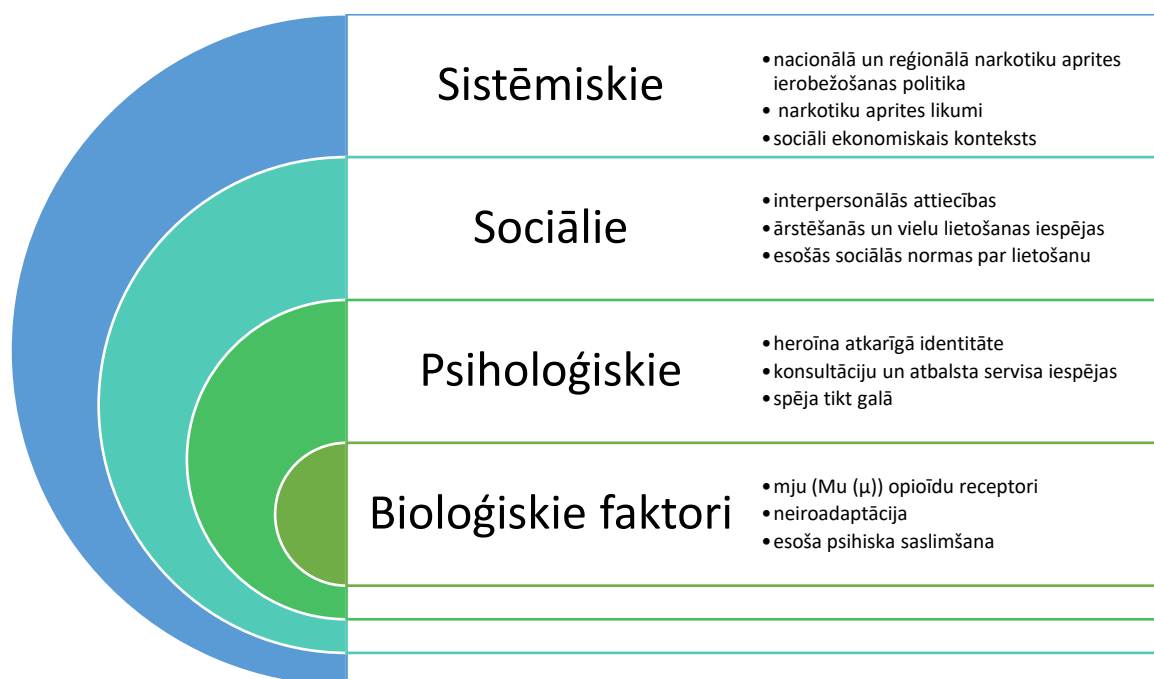 Sistēmiskie
•nacionālā un reģionālā narkotiku aprites
ierobežošanas politika
• narkotiku aprites likumi
•sociāli ekonomiskais konteksts
Sociālie
•interpersonālās attiecības
•ārstēšanās un vielu lietošanas iespējas
•esošās sociālās normas par lietošanu
Psiholoģiskie
•heroīna atkarīgā identitāte
•konsultāciju un atbalsta servisa iespējas
•spēja tikt galā
Bioloģiskie faktori
•mju (Mu (μ)) opioīdu receptori
•neiroadaptācija
•esoša psihiska saslimšana